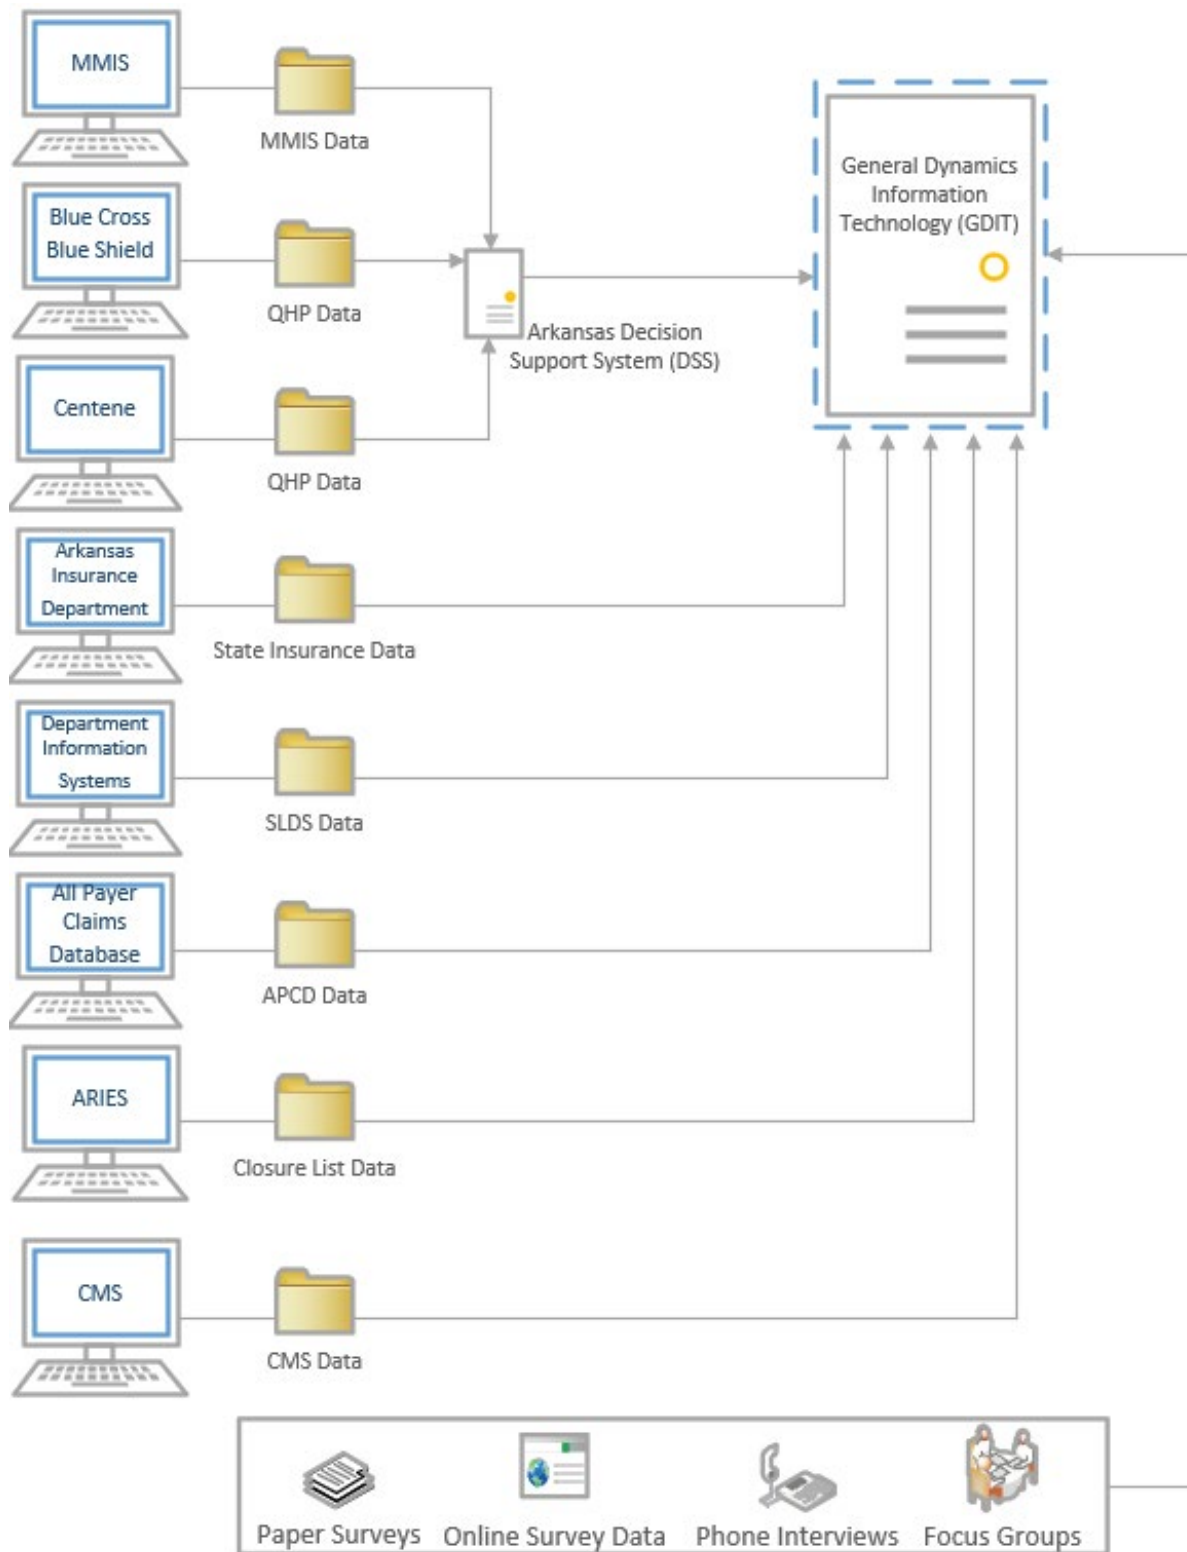 MMIS
MMIS Data
Blue Cross
Blue Shield
QHP Data
Arkansas Decision
Support System (DSS)
General Dynamics
Information
Technology (GDIT)
Centene
QHP Data
Arkansas
Insurance
Department
State Insurance Data
Department
Information
Systems
SLDS Data
All Payer
Claims
Database
APCD Data
ARIES
Closure List Data
CMS
CMS Data
Paper Surveys
Online Survey Data
Phone Interviews
Focus Groups